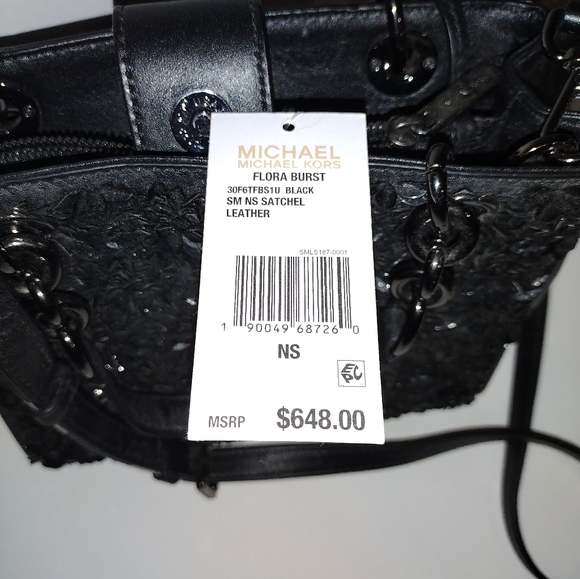 MICHAEL
MICHAEL KORS
FLORA BURST
30F6TFBS1U BLACK
SM NS SATCHEL
LEATHER
SMLS187-0001
1 90049 68726 0
NS
EPC
MSRP $648.00